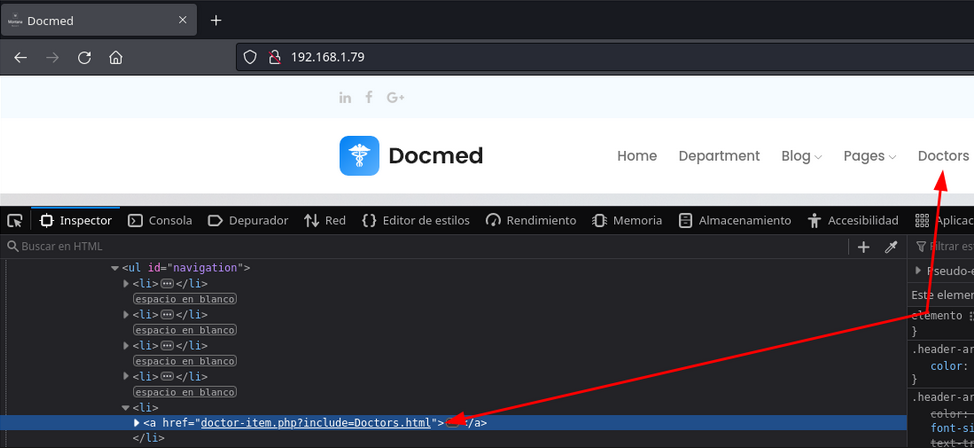 Docmed
192.168.1.79
in f G+
Docmed Home Department Blog Pages Doctors
Inspector Consola Depurador Red Editor de estilos Rendimiento Memoria Almacenamiento Accesibilidad Aplicac
Buscar en HTML Filtrar es
<ul id="navigation"> Pseudo-e
<li> </li>
espacio en blanco Este elemen
<li> </li> elemento
espacio en blanco }
<li> </li> .header-ar
espacio en blanco color:
<li> </li> }
espacio en blanco .header-ar
<li> color:
<a href="doctor-item.php?include=Doctors.html"> </a> font-si
</li> text-t